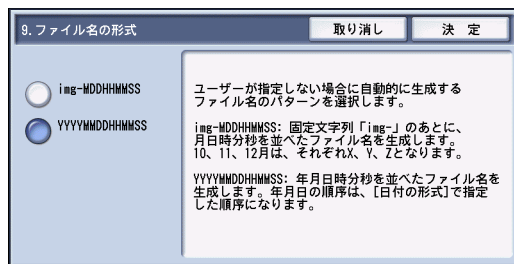 9.ファイル名の形式
取り消し
決 定
img-MDDHHMMSS
YYYYMMDDHHMMSS
ユーザーが指定しない場合に自動的に生成する
ファイル名のパターンを選択します。
img-MDDHHMMSS: 固定文字列「img-」のあとに、
月日時分秒を並べたファイル名を生成します。
10、11、12月は、それぞれX、Y、Zとなります。
YYYYMMDDHHMMSS: 年月日時分秒を並べたファイル名を
生成します。年月日の順序は、[日付の形式]で指定
した順序になります。